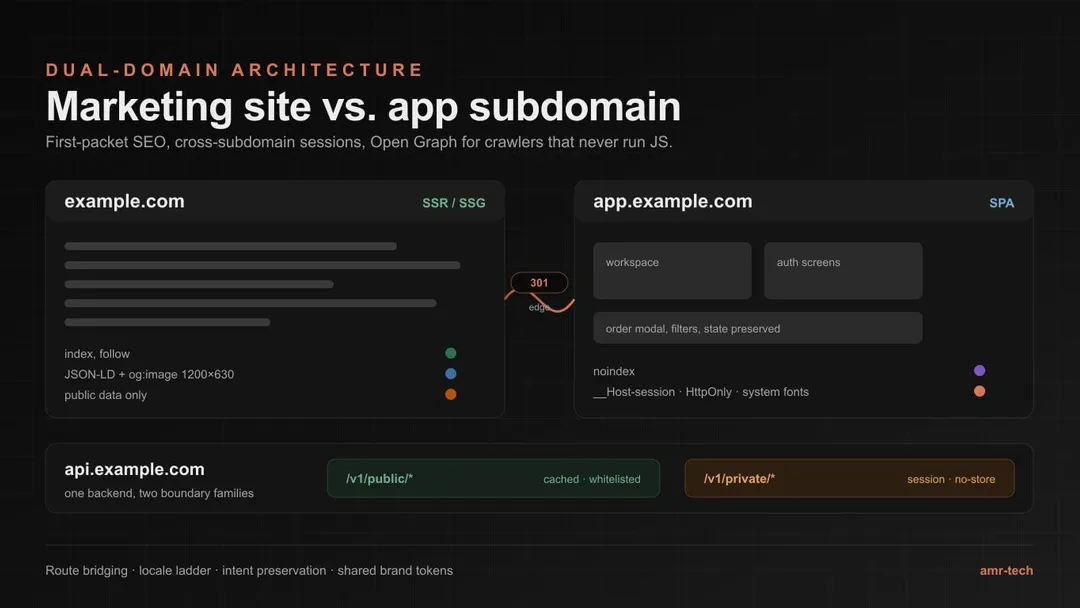 DUAL-DOMAIN ARCHITECTURE
Marketing site vs. app subdomain
First-packet SEO, cross-subdomain sessions, Open Graph for crawlers that never run JS.
example.com
SSR / SSG
index, follow
JSON-LD + og:image 1200×630
public data only
301
edge
app.example.com
SPA
workspace
auth screens
order modal, filters, state preserved
noindex
__Host-session · HttpOnly · system fonts
api.example.com
one backend, two boundary families
/v1/public/*
cached · whitelisted
/v1/private/*
session · no-store
Route bridging · locale ladder · intent preservation · shared brand tokens
amr-tech